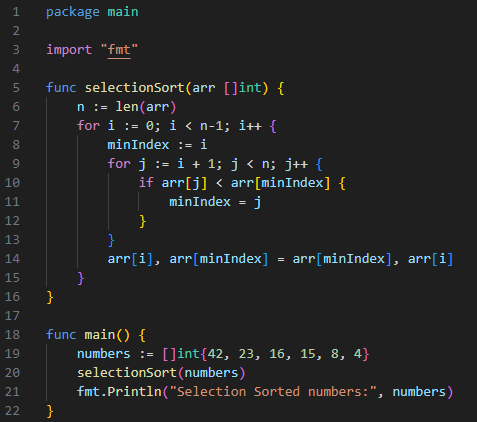 1 package main
2
3 import "fmt"
4
5 func selectionSort(arr []int) {
6     n := len(arr)
7     for i := 0; i < n-1; i++ {
8         minIndex := i
9         for j := i + 1; j < n; j++ {
10             if arr[j] < arr[minIndex] {
11                 minIndex = j
12             }
13         }
14         arr[i], arr[minIndex] = arr[minIndex], arr[i]
15     }
16 }
17
18 func main() {
19     numbers := []int{42, 23, 16, 15, 8, 4}
20     selectionSort(numbers)
21     fmt.Println("Selection Sorted numbers:", numbers)
22 }